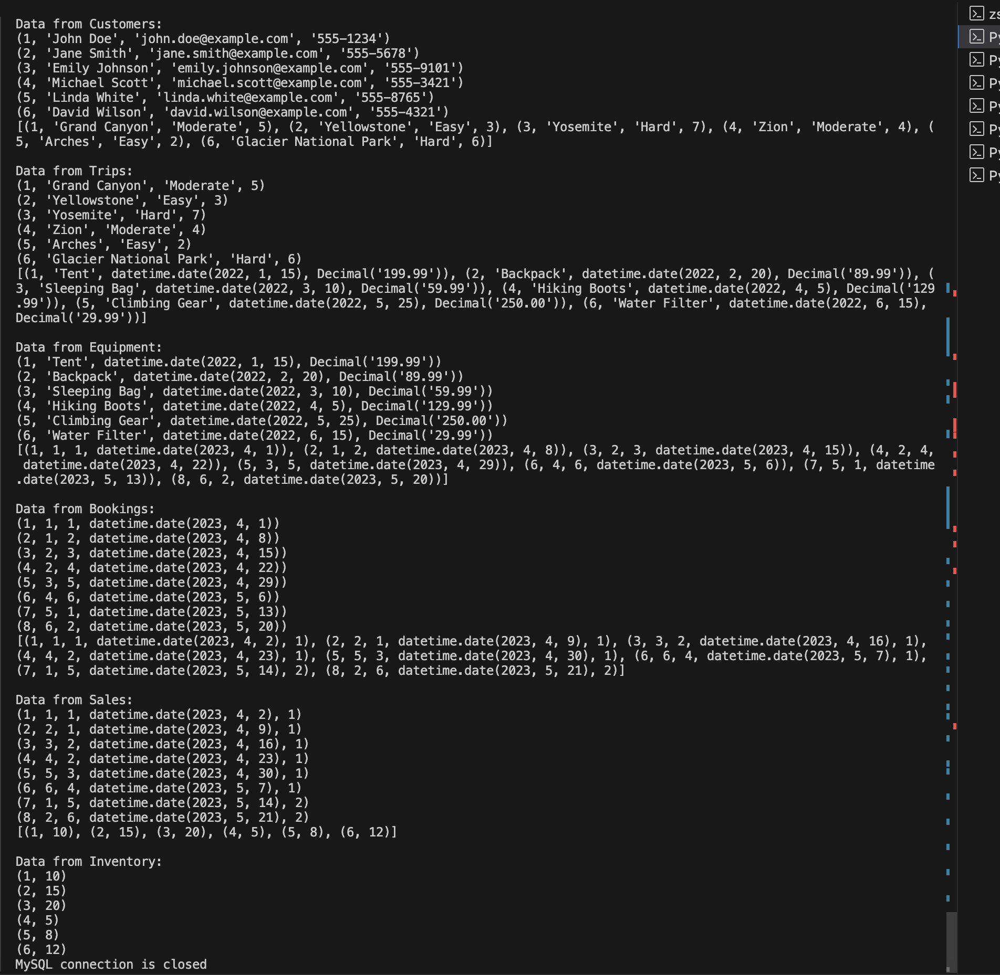 Data from Customers:
(1, 'John Doe', 'john.doe@example.com', '555-1234')
(2, 'Jane Smith', 'jane.smith@example.com', '555-5678')
(3, 'Emily Johnson', 'emily.johnson@example.com', '555-9101')
(4, 'Michael Scott', 'michael.scott@example.com', '555-3421')
(5, 'Linda White', 'linda.white@example.com', '555-8765')
(6, 'David Wilson', 'david.wilson@example.com', '555-4321')
[(1, 'Grand Canyon', 'Moderate', 5), (2, 'Yellowstone', 'Easy', 3), (3, 'Yosemite', 'Hard', 7), (4, 'Zion', 'Moderate', 4), (
5, 'Arches', 'Easy', 2), (6, 'Glacier National Park', 'Hard', 6)]

Data from Trips:
(1, 'Grand Canyon', 'Moderate', 5)
(2, 'Yellowstone', 'Easy', 3)
(3, 'Yosemite', 'Hard', 7)
(4, 'Zion', 'Moderate', 4)
(5, 'Arches', 'Easy', 2)
(6, 'Glacier National Park', 'Hard', 6)
[(1, 'Tent', datetime.date(2022, 1, 15), Decimal('199.99')), (2, 'Backpack', datetime.date(2022, 2, 20), Decimal('89.99')), (
3, 'Sleeping Bag', datetime.date(2022, 3, 10), Decimal('59.99')), (4, 'Hiking Boots', datetime.date(2022, 4, 5), Decimal('129
.99')), (5, 'Climbing Gear', datetime.date(2022, 5, 25), Decimal('250.00')), (6, 'Water Filter', datetime.date(2022, 6, 15),
Decimal('29.99'))]

Data from Equipment:
(1, 'Tent', datetime.date(2022, 1, 15), Decimal('199.99'))
(2, 'Backpack', datetime.date(2022, 2, 20), Decimal('89.99'))
(3, 'Sleeping Bag', datetime.date(2022, 3, 10), Decimal('59.99'))
(4, 'Hiking Boots', datetime.date(2022, 4, 5), Decimal('129.99'))
(5, 'Climbing Gear', datetime.date(2022, 5, 25), Decimal('250.00'))
(6, 'Water Filter', datetime.date(2022, 6, 15), Decimal('29.99'))
[(1, 1, 1, datetime.date(2023, 4, 1)), (2, 1, 2, datetime.date(2023, 4, 8)), (3, 2, 3, datetime.date(2023, 4, 15)), (4, 2, 4,
 datetime.date(2023, 4, 22)), (5, 3, 5, datetime.date(2023, 4, 29)), (6, 4, 6, datetime.date(2023, 5, 6)), (7, 5, 1, datetime
.date(2023, 5, 13)), (8, 6, 2, datetime.date(2023, 5, 20))]

Data from Bookings:
(1, 1, 1, datetime.date(2023, 4, 1))
(2, 1, 2, datetime.date(2023, 4, 8))
(3, 2, 3, datetime.date(2023, 4, 15))
(4, 2, 4, datetime.date(2023, 4, 22))
(5, 3, 5, datetime.date(2023, 4, 29))
(6, 4, 6, datetime.date(2023, 5, 6))
(7, 5, 1, datetime.date(2023, 5, 13))
(8, 6, 2, datetime.date(2023, 5, 20))
[(1, 1, 1, datetime.date(2023, 4, 2), 1), (2, 2, 1, datetime.date(2023, 4, 9), 1), (3, 3, 2, datetime.date(2023, 4, 16), 1),
(4, 4, 2, datetime.date(2023, 4, 23), 1), (5, 5, 3, datetime.date(2023, 4, 30), 1), (6, 6, 4, datetime.date(2023, 5, 7), 1),
(7, 1, 5, datetime.date(2023, 5, 14), 2), (8, 2, 6, datetime.date(2023, 5, 21), 2)]

Data from Sales:
(1, 1, 1, datetime.date(2023, 4, 2), 1)
(2, 2, 1, datetime.date(2023, 4, 9), 1)
(3, 3, 2, datetime.date(2023, 4, 16), 1)
(4, 4, 2, datetime.date(2023, 4, 23), 1)
(5, 5, 3, datetime.date(2023, 4, 30), 1)
(6, 6, 4, datetime.date(2023, 5, 7), 1)
(7, 1, 5, datetime.date(2023, 5, 14), 2)
(8, 2, 6, datetime.date(2023, 5, 21), 2)
[(1, 10), (2, 15), (3, 20), (4, 5), (5, 8), (6, 12)]

Data from Inventory:
(1, 10)
(2, 15)
(3, 20)
(4, 5)
(5, 8)
(6, 12)
MySQL connection is closed